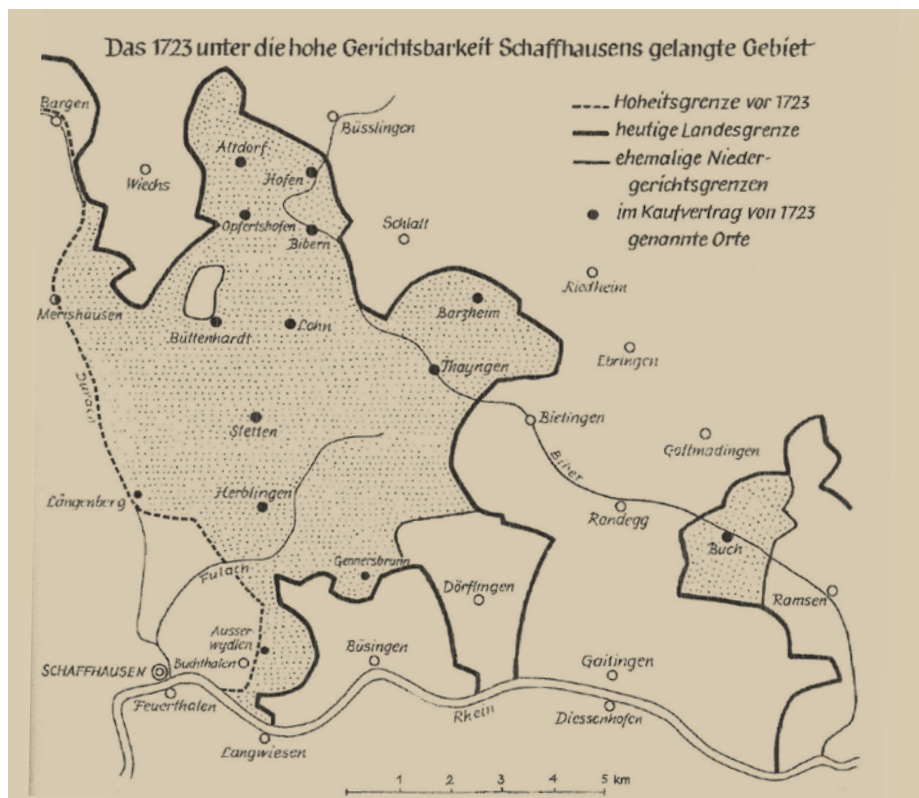 Das 1723 unter die hohe Gerichtsbarkeit Schaffhausens gelangte Gebiet
Hoheitsgrenze vor 1723
heutige Landesgrenze
ehemalige Nieder-
gerichtsgrenzen
im Kaufvertrag von 1723
genannte Orte
Bargen
Büsslingen
Altdorf
Wiechs
Hofen
Opfertshofen
Bibern
Schlatt
Riedheim
Merishausen
Barzheim
Büttenhardt
Lohn
Ebringen
Thayngen
Durach
Stetten
Bietingen
Gottmadingen
Biber
Längenberg
Herblingen
Randegg
Buch
Fulach
Gennersbrunn
Dörflingen
Ramsen
Ausser
wydlen
Buchthalen
Büsingen
SCHAFFHAUSEN
Gailingen
Feuerthalen
Rhein
Diessenhofen
Langwiesen
1 2 3 4 5 km